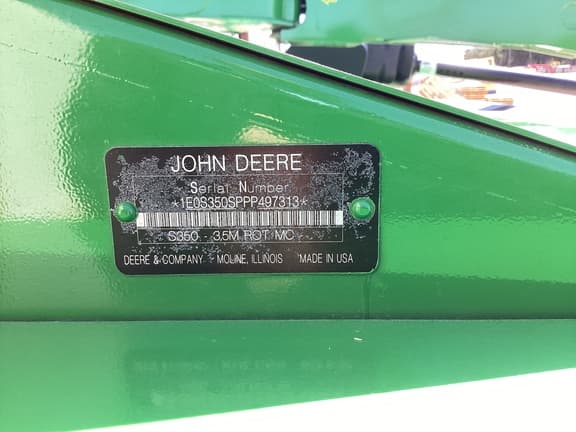 JOHN DEERE
Serial Number
*1E0S350SPPP497313*
S350 3.5M ROT MC
DEERE & COMPANY MOLINE, ILLINOIS MADE IN USA